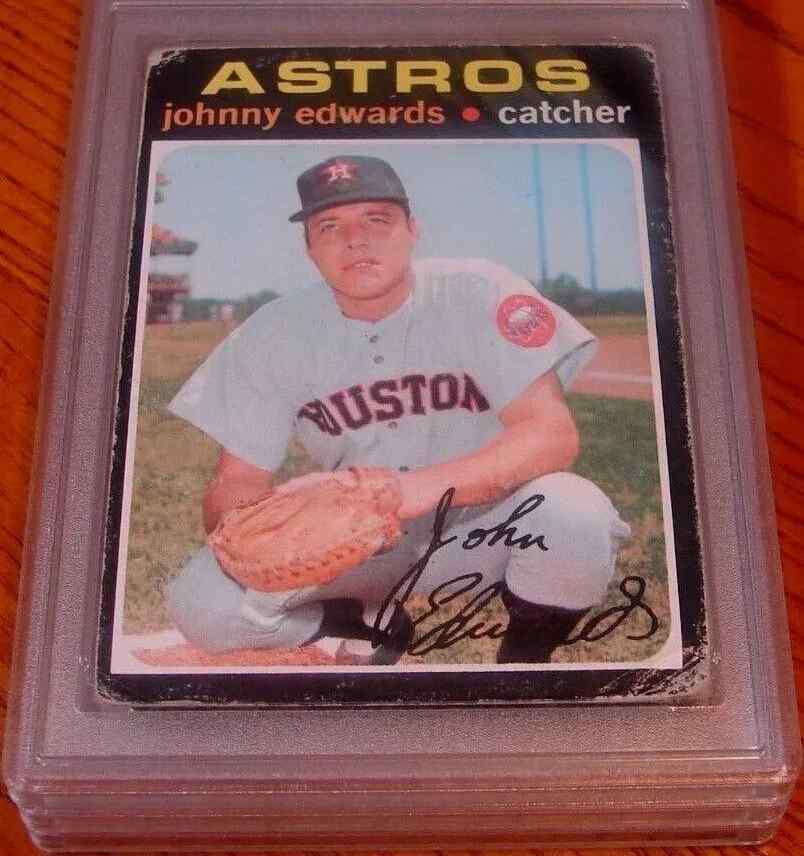 ASTROS
johnny edwards • catcher
H
HOUSTON
John
Edwards